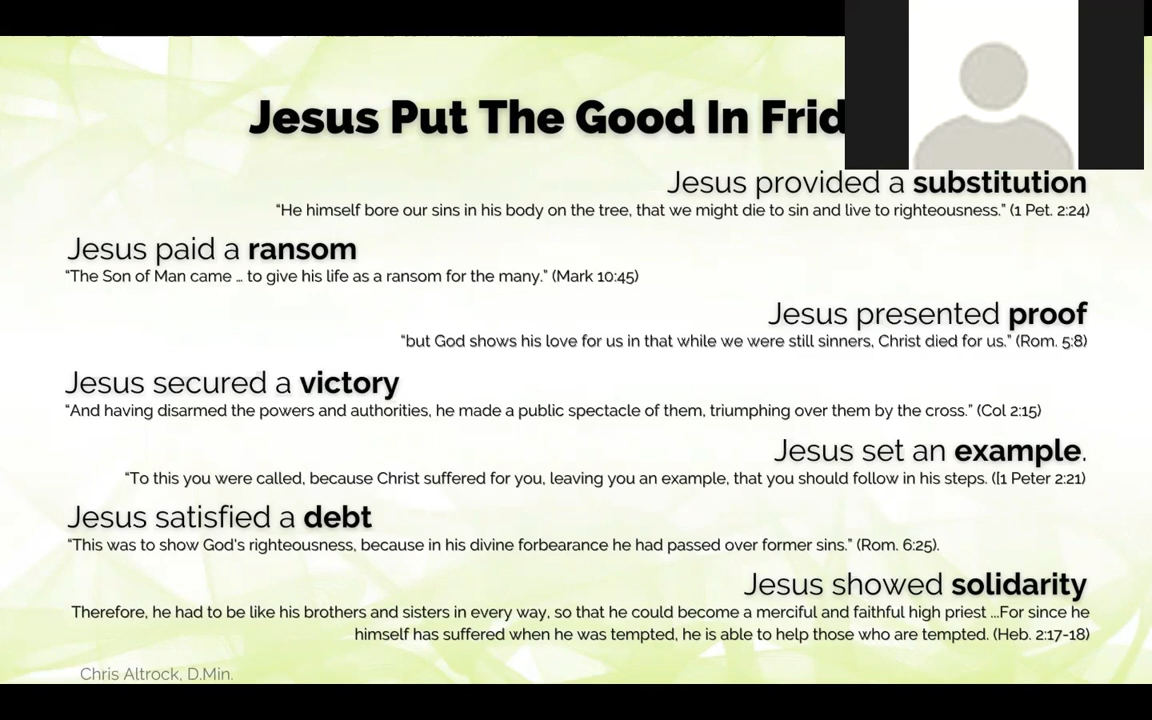 Jesus Put The Good In Frid
Jesus provided a substitution
“He himself bore our sins in his body on the tree, that we might die to sin and live to righteousness.” (1 Pet. 2:24)
Jesus paid a ransom
“The Son of Man came … to give his life as a ransom for the many.” (Mark 10:45)
Jesus presented proof
“but God shows his love for us in that while we were still sinners, Christ died for us.” (Rom. 5:8)
Jesus secured a victory
“And having disarmed the powers and authorities, he made a public spectacle of them, triumphing over them by the cross.” (Col 2:15)
Jesus set an example.
“To this you were called, because Christ suffered for you, leaving you an example, that you should follow in his steps. ([1 Peter 2:21)
Jesus satisfied a debt
“This was to show God's righteousness, because in his divine forbearance he had passed over former sins.” (Rom. 6:25).
Jesus showed solidarity
Therefore, he had to be like his brothers and sisters in every way, so that he could become a merciful and faithful high priest …For since he
himself has suffered when he was tempted, he is able to help those who are tempted. (Heb. 2:17-18)
Chris Altrock, D.Min.